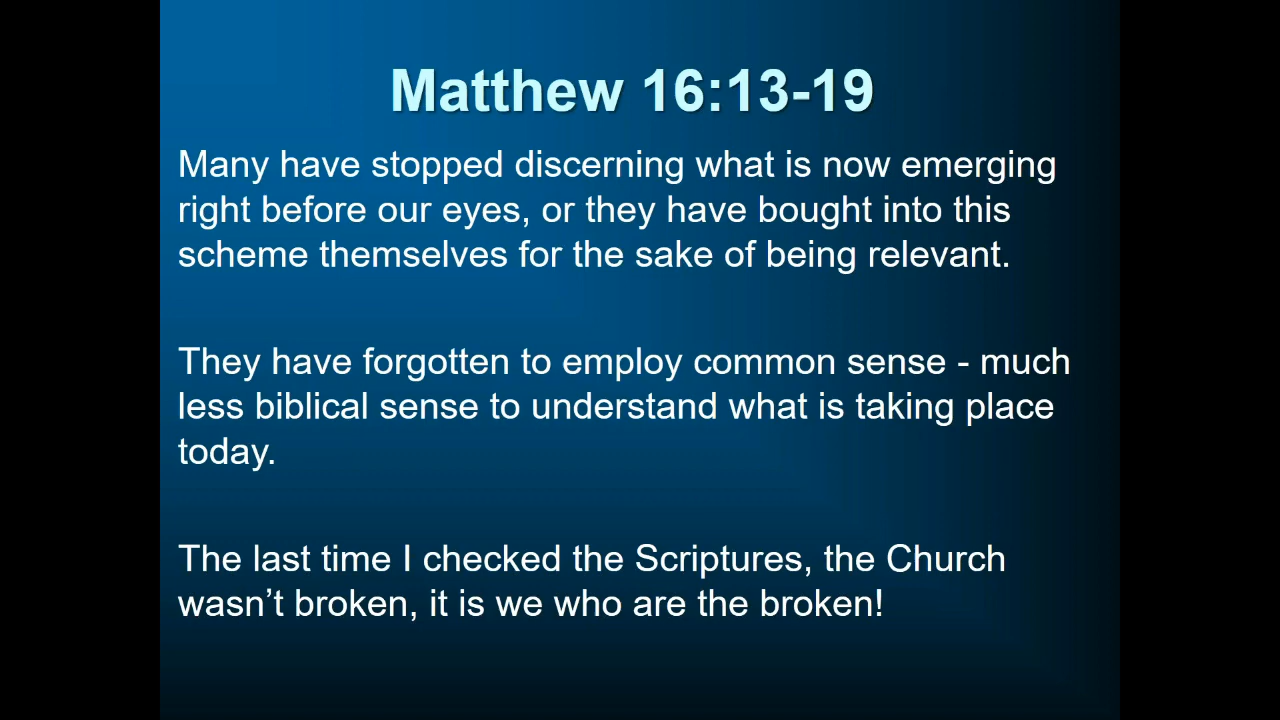 Matthew 16:13-19
Many have stopped discerning what is now emerging
right before our eyes, or they have bought into this
scheme themselves for the sake of being relevant.
They have forgotten to employ common sense - much
less biblical sense to understand what is taking place
today.
The last time I checked the Scriptures, the Church
wasn’t broken, it is we who are the broken!